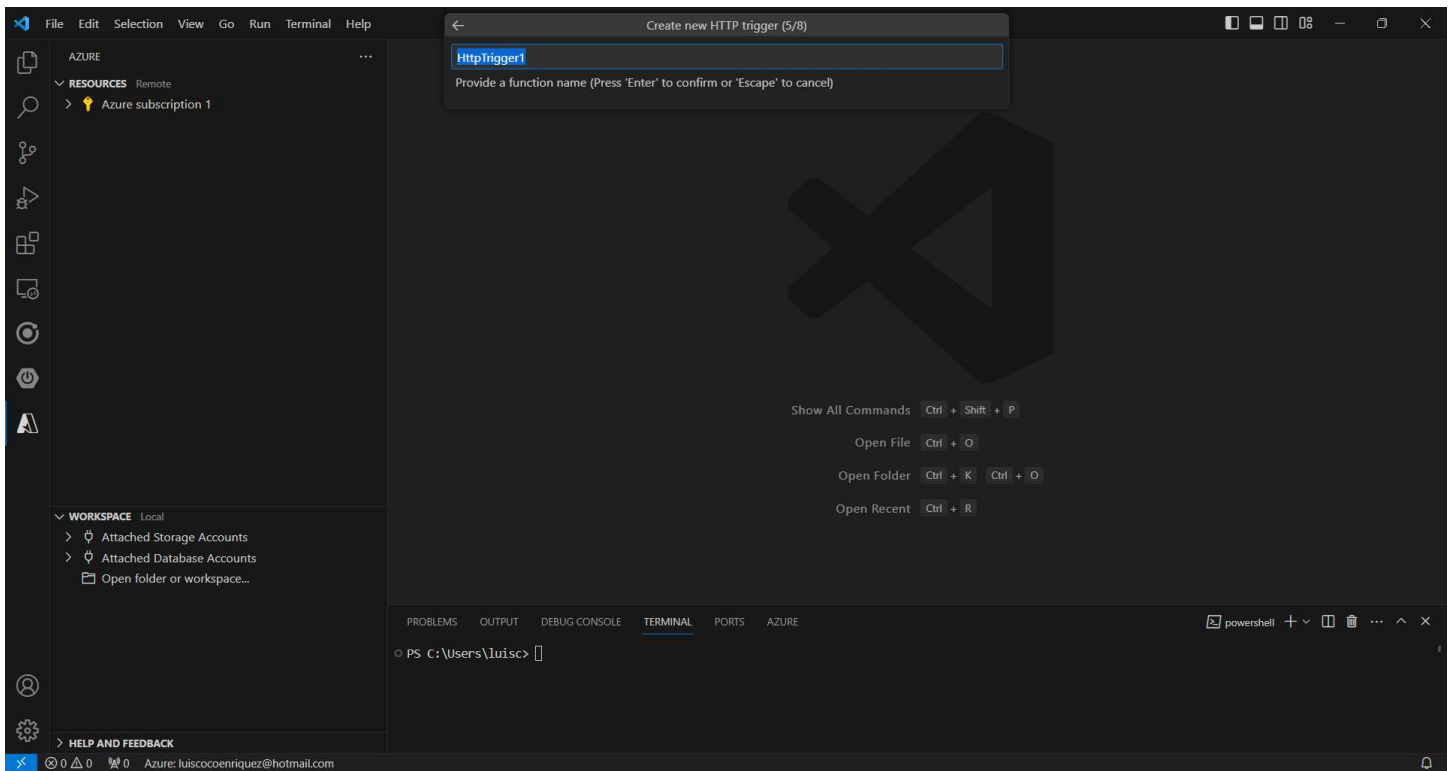 File Edit Selection View Go Run Terminal Help
Create new HTTP trigger (5/8)
HttpTrigger1
Provide a function name (Press 'Enter' to confirm or 'Escape' to cancel)
AZURE
RESOURCES Remote
Azure subscription 1
Show All Commands Ctrl + Shift + P
Open File Ctrl + O
Open Folder Ctrl + K Ctrl + O
Open Recent Ctrl + R
WORKSPACE Local
Attached Storage Accounts
Attached Database Accounts
Open folder or workspace...
PROBLEMS OUTPUT DEBUG CONSOLE TERMINAL PORTS AZURE
powershell
PS C:\Users\luisc>
HELP AND FEEDBACK
0 0 0 Azure: luiscocoenriquez@hotmail.com